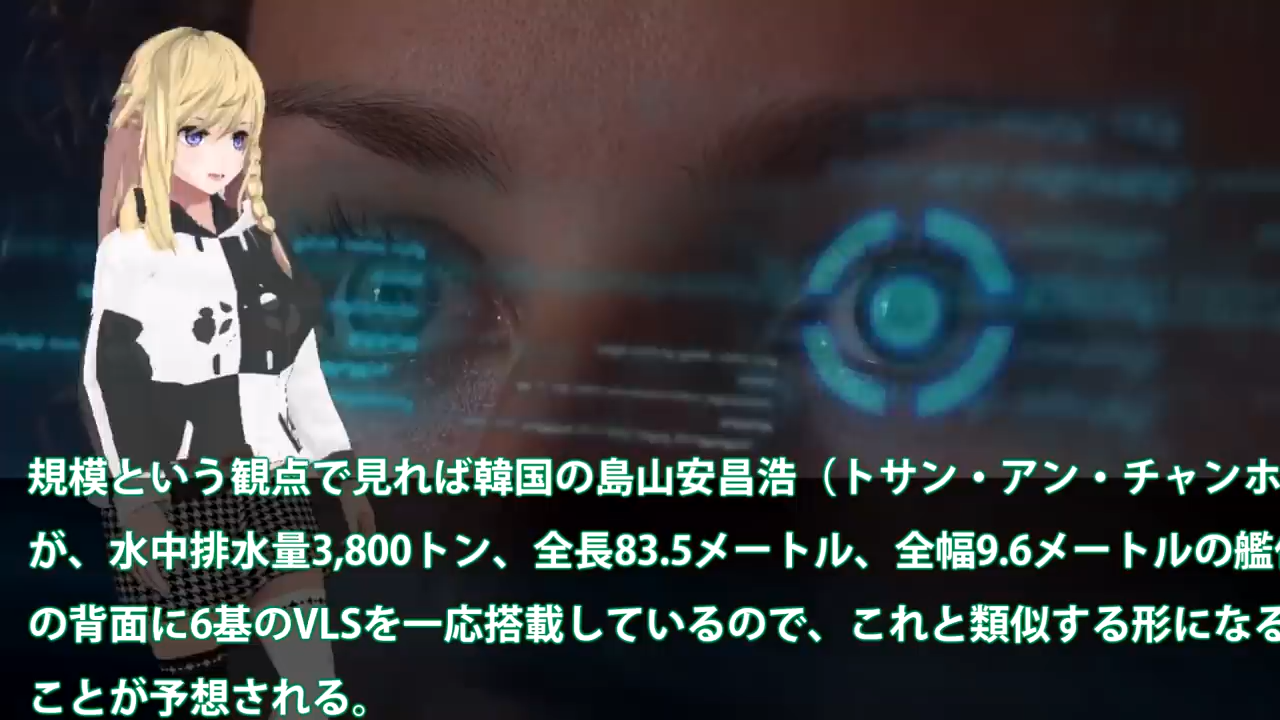 規模という観点で見れば韓国の島山安昌浩（トサン・アン・チャンホ
が、水中排水量3,800トン、全長83.5メートル、全幅9.6メートルの艦
の背面に6基のVLSを一応搭載しているので、これと類似する形になる
ことが予想される。